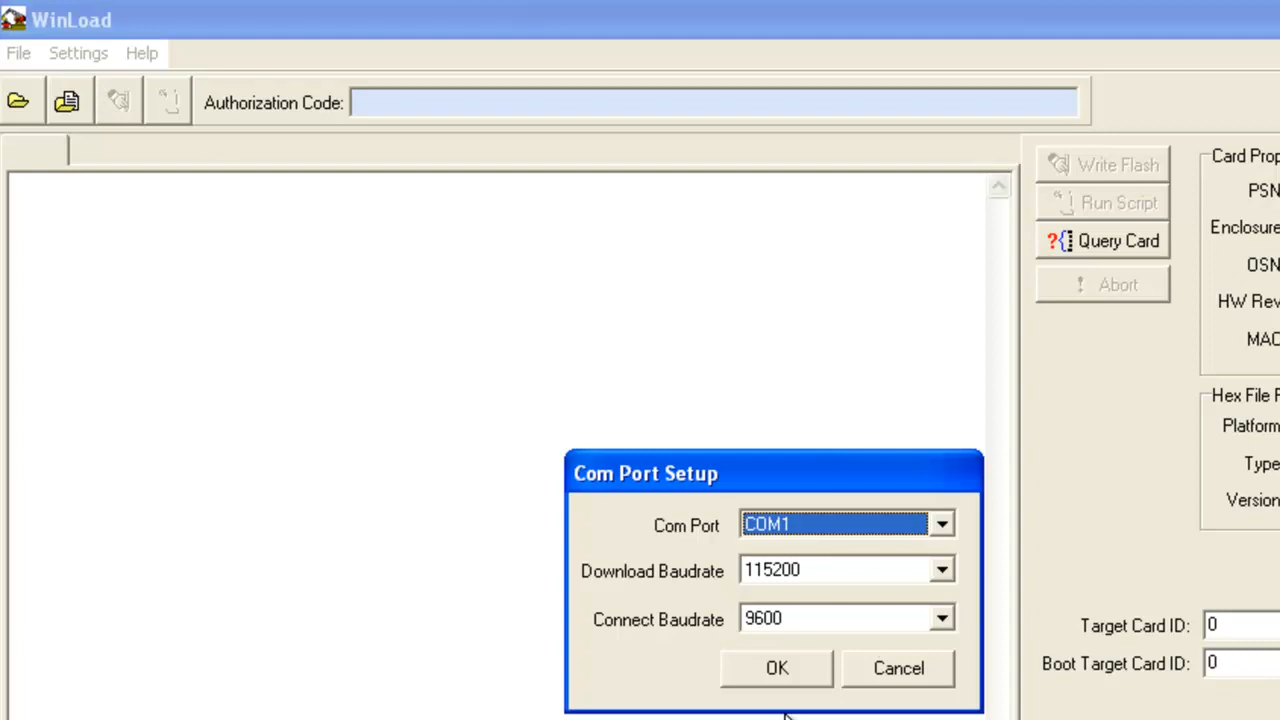 WinLoad
File Settings Help
Authorization Code:
Write Flash
Run Script
?{ Query Card
! Abort
Card Prop
PSN
Enclosure
OSN
HW Rev
MAC
Hex File F
Platform
Type
Version
Com Port Setup
Com Port COM1
Download Baudrate 115200
Connect Baudrate 9600
OK Cancel
Target Card ID: 0
Boot Target Card ID: 0